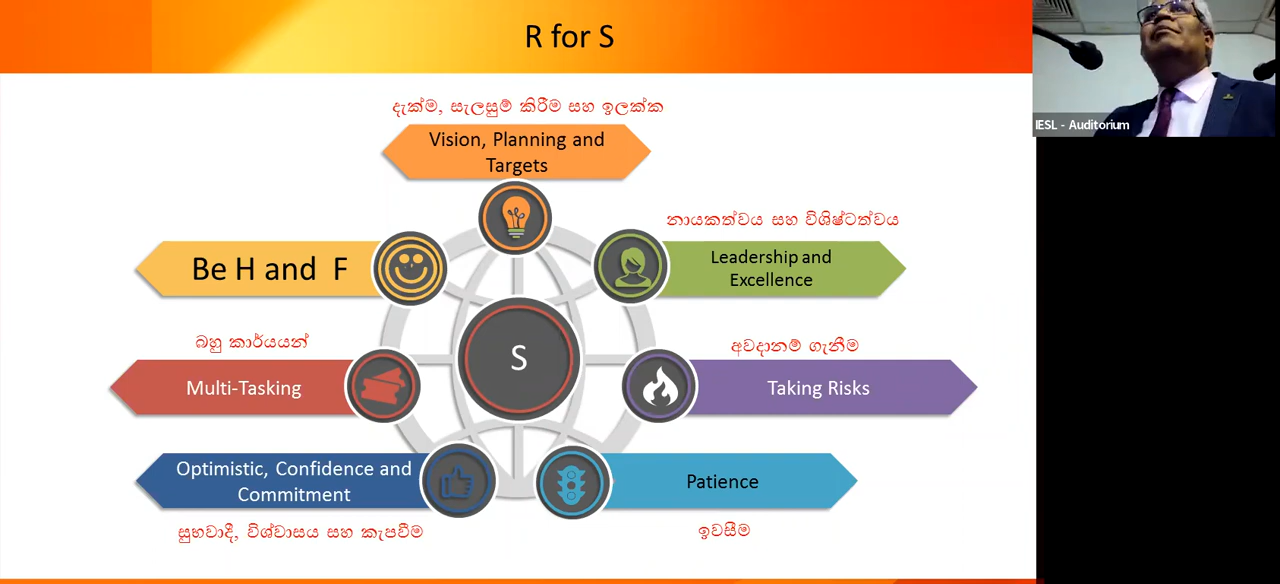 R for S
IESL - Auditorium
දැක්ම, සැලසුම් කිරීම සහ ඉලක්ක
Vision, Planning and
Targets
නායකත්වය සහ විශිෂ්ටත්වය
Leadership and
Excellence
Be H and F
බහු කාර්යයන්
Multi-Tasking
S
අවදානම් ගැනීම
Taking Risks
Optimistic, Confidence and
Commitment
සුභවාදී, විශ්වාසය සහ කැපවීම
Patience
ඉවසීම